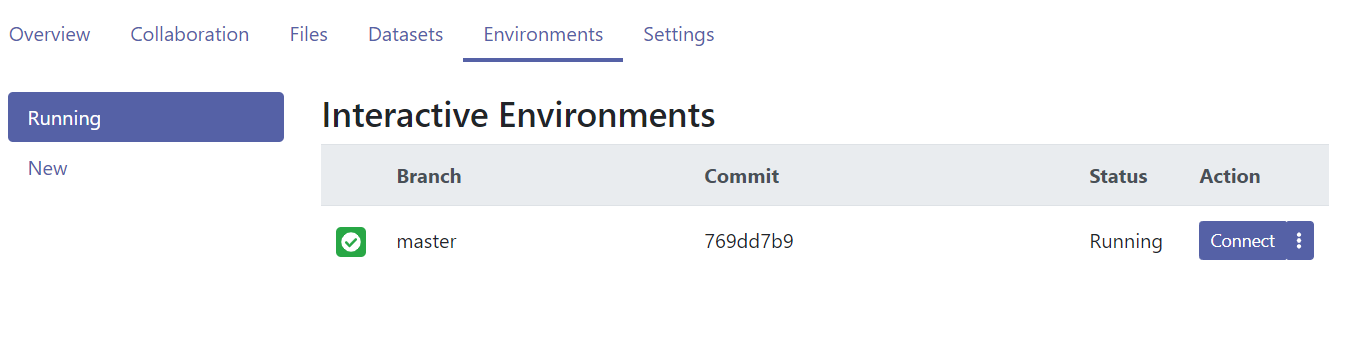 Overview Collaboration Files Datasets Environments Settings
Running
New
Interactive Environments
Branch Commit Status Action
master 769dd7b9 Running Connect